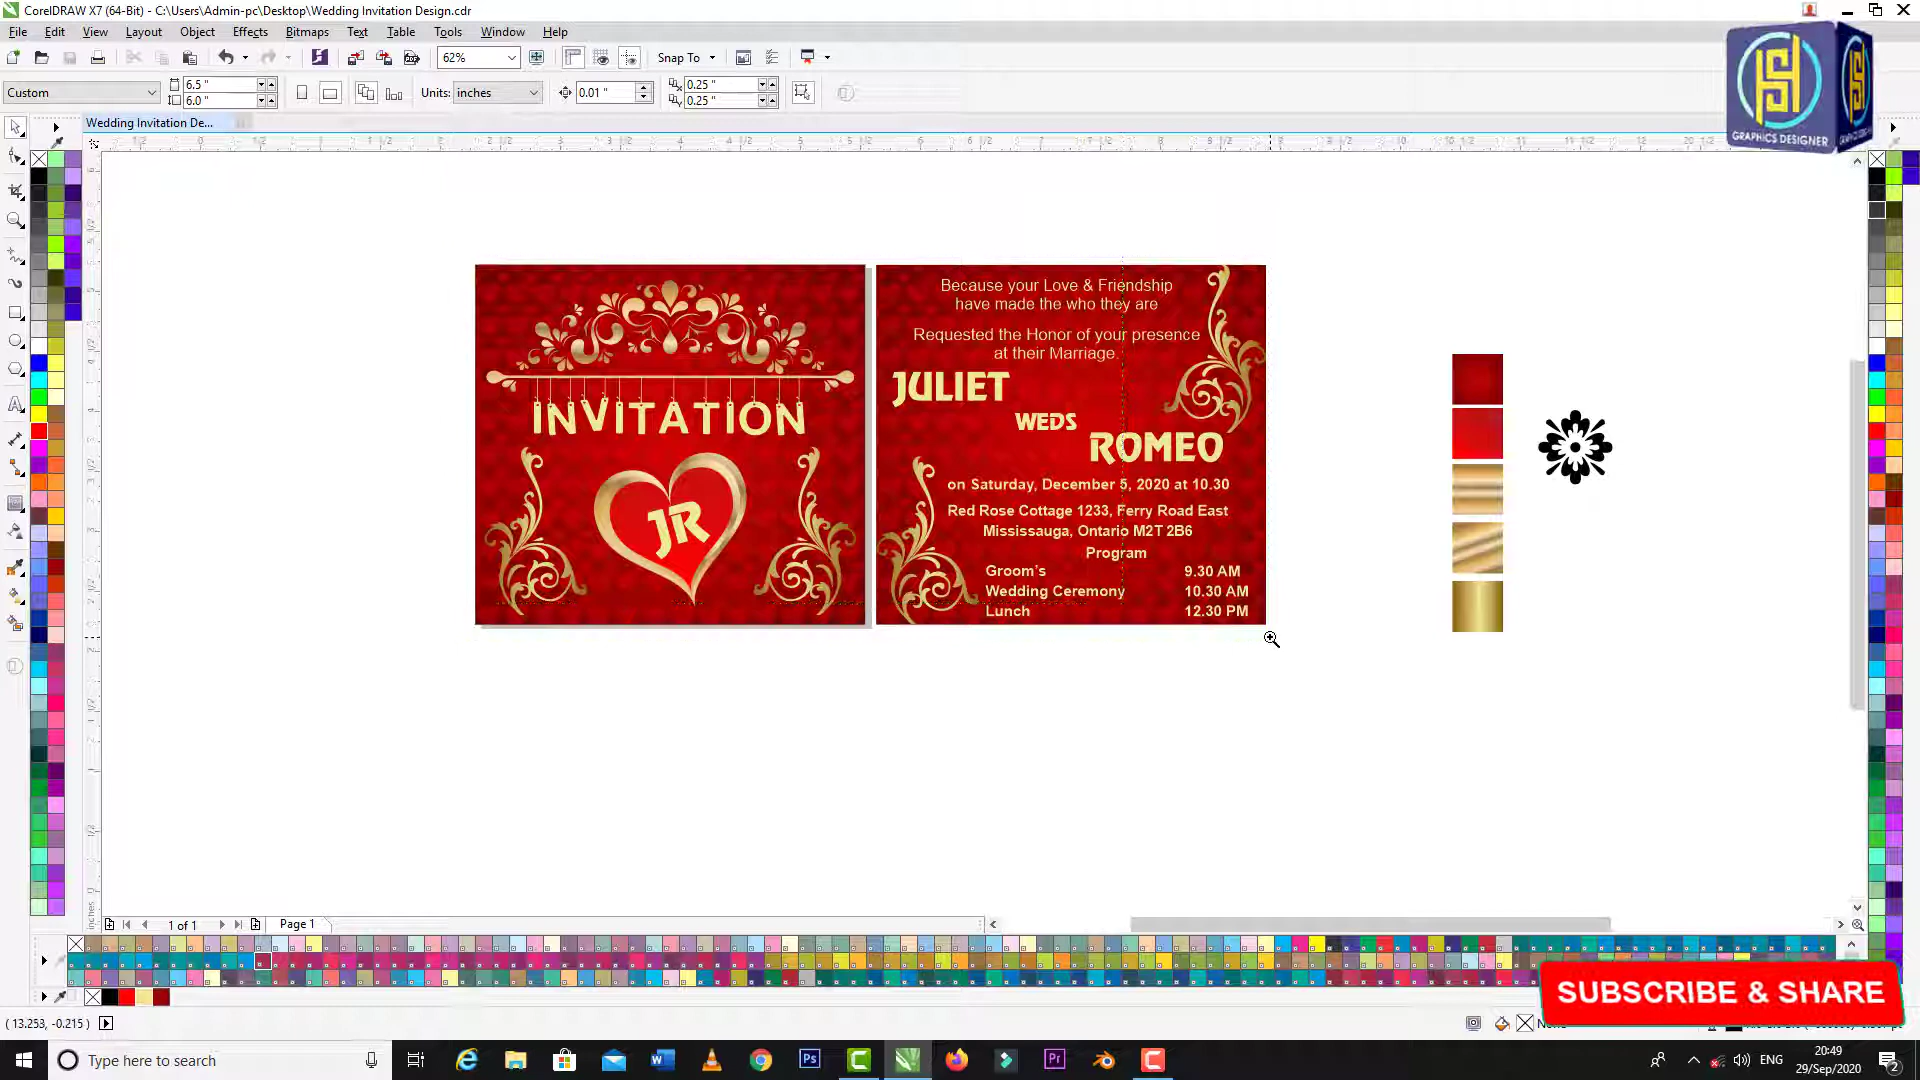 CorelDRAW X7 (64-Bit) - C:\Users\Admin-pc\Desktop\Wedding Invitation Design.cdr
File Edit View Layout Object Effects Bitmaps Text Table Tools Window Help
62% Snap To
Custom 6.5 " 6.0 " Units: inches 0.01 " 0.25 " 0.25 "
GRAPHICS DESIGNER
Wedding Invitation De...
INVITATION
JR
Because your Love & Friendship
have made the who they are
Requested the Honor of your presence
at their Marriage.
JULIET
WEDS
ROMEO
on Saturday, December 5, 2020 at 10.30
Red Rose Cottage 1233, Ferry Road East
Mississauga, Ontario M2T 2B6
Program
Groom's 9.30 AM
Wedding Ceremony 10.30 AM
Lunch 12.30 PM
inches
1 of 1 Page 1
SUBSCRIBE & SHARE
( 13.253, -0.215 )
Type here to search
ENG
20:49
29/Sep/2020
2